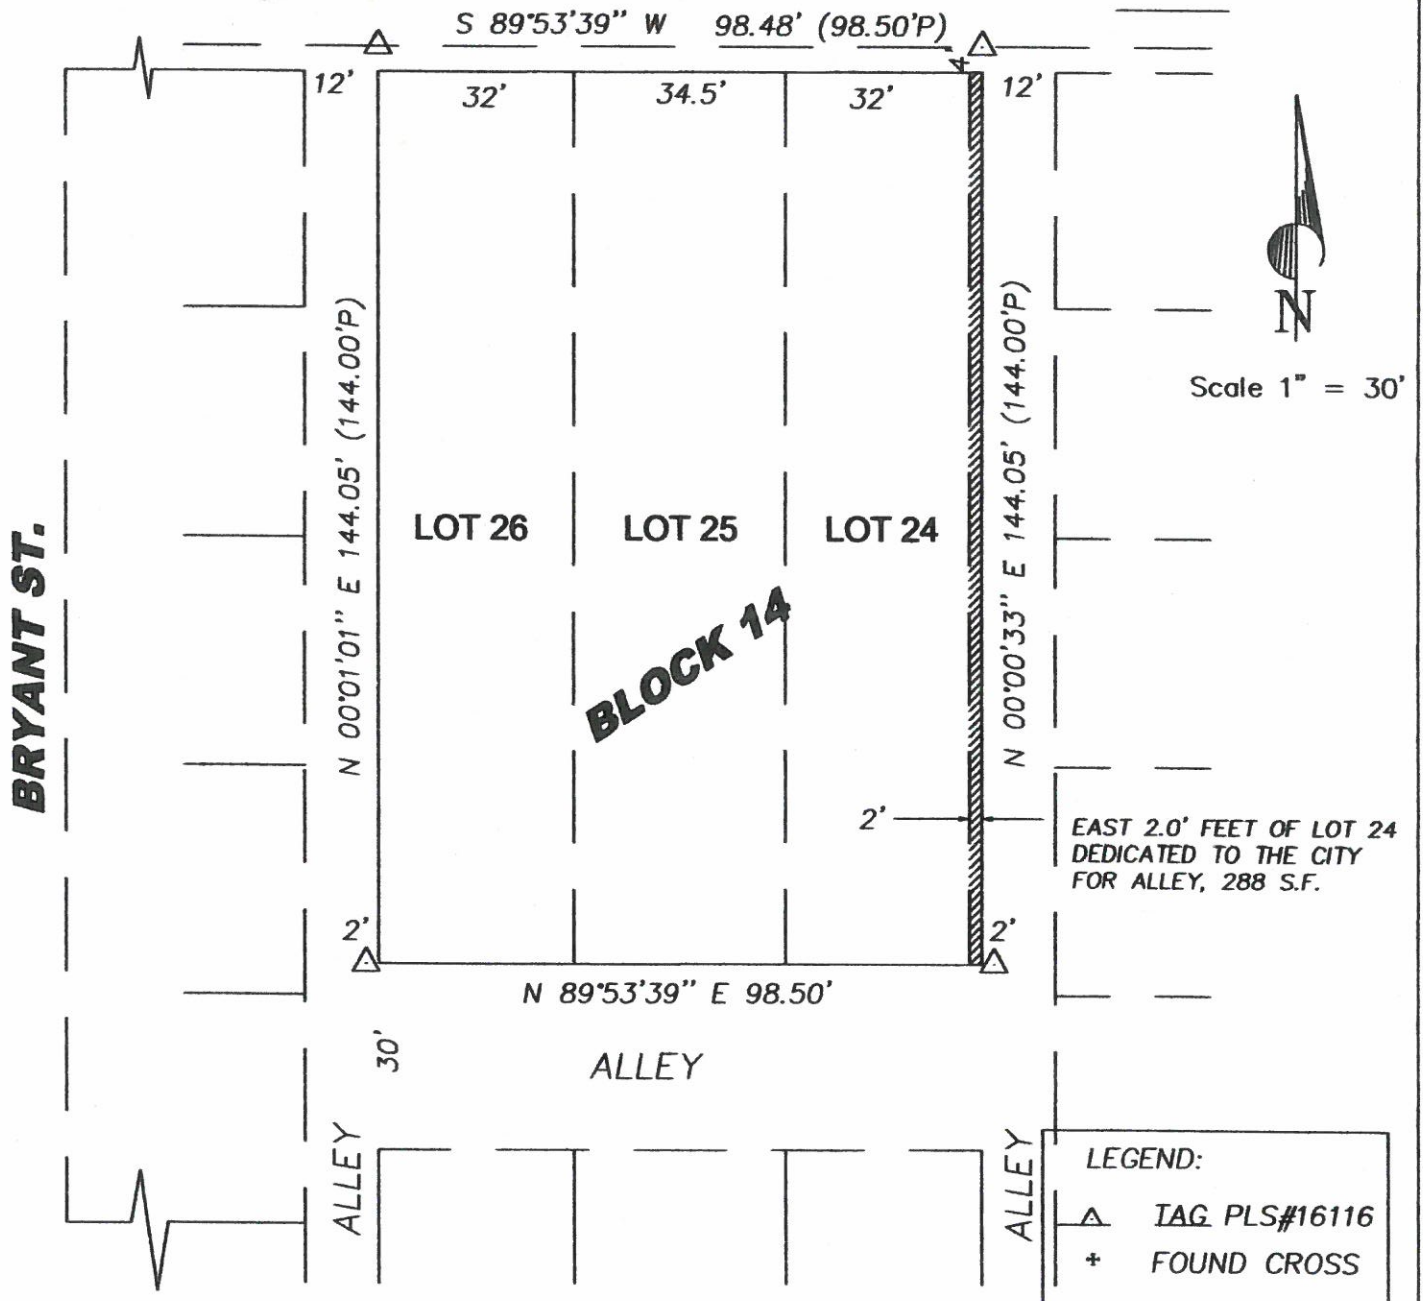 S 89°53'39" W 98.48' (98.50'P)
4'
12'
32'
34.5'
32'
12'
N
Scale 1" = 30'
BRYANT ST.
N 00°01'01" E 144.05' (144.00'P)
N 00°00'33" E 144.05' (144.00'P)
LOT 26
LOT 25
LOT 24
BLOCK 14
2'
EAST 2.0' FEET OF LOT 24
DEDICATED TO THE CITY
FOR ALLEY, 288 S.F.
2'
2'
N 89°53'39" E 98.50'
30'
ALLEY
ALLEY
ALLEY
LEGEND:
TAG PLS#16116
FOUND CROSS